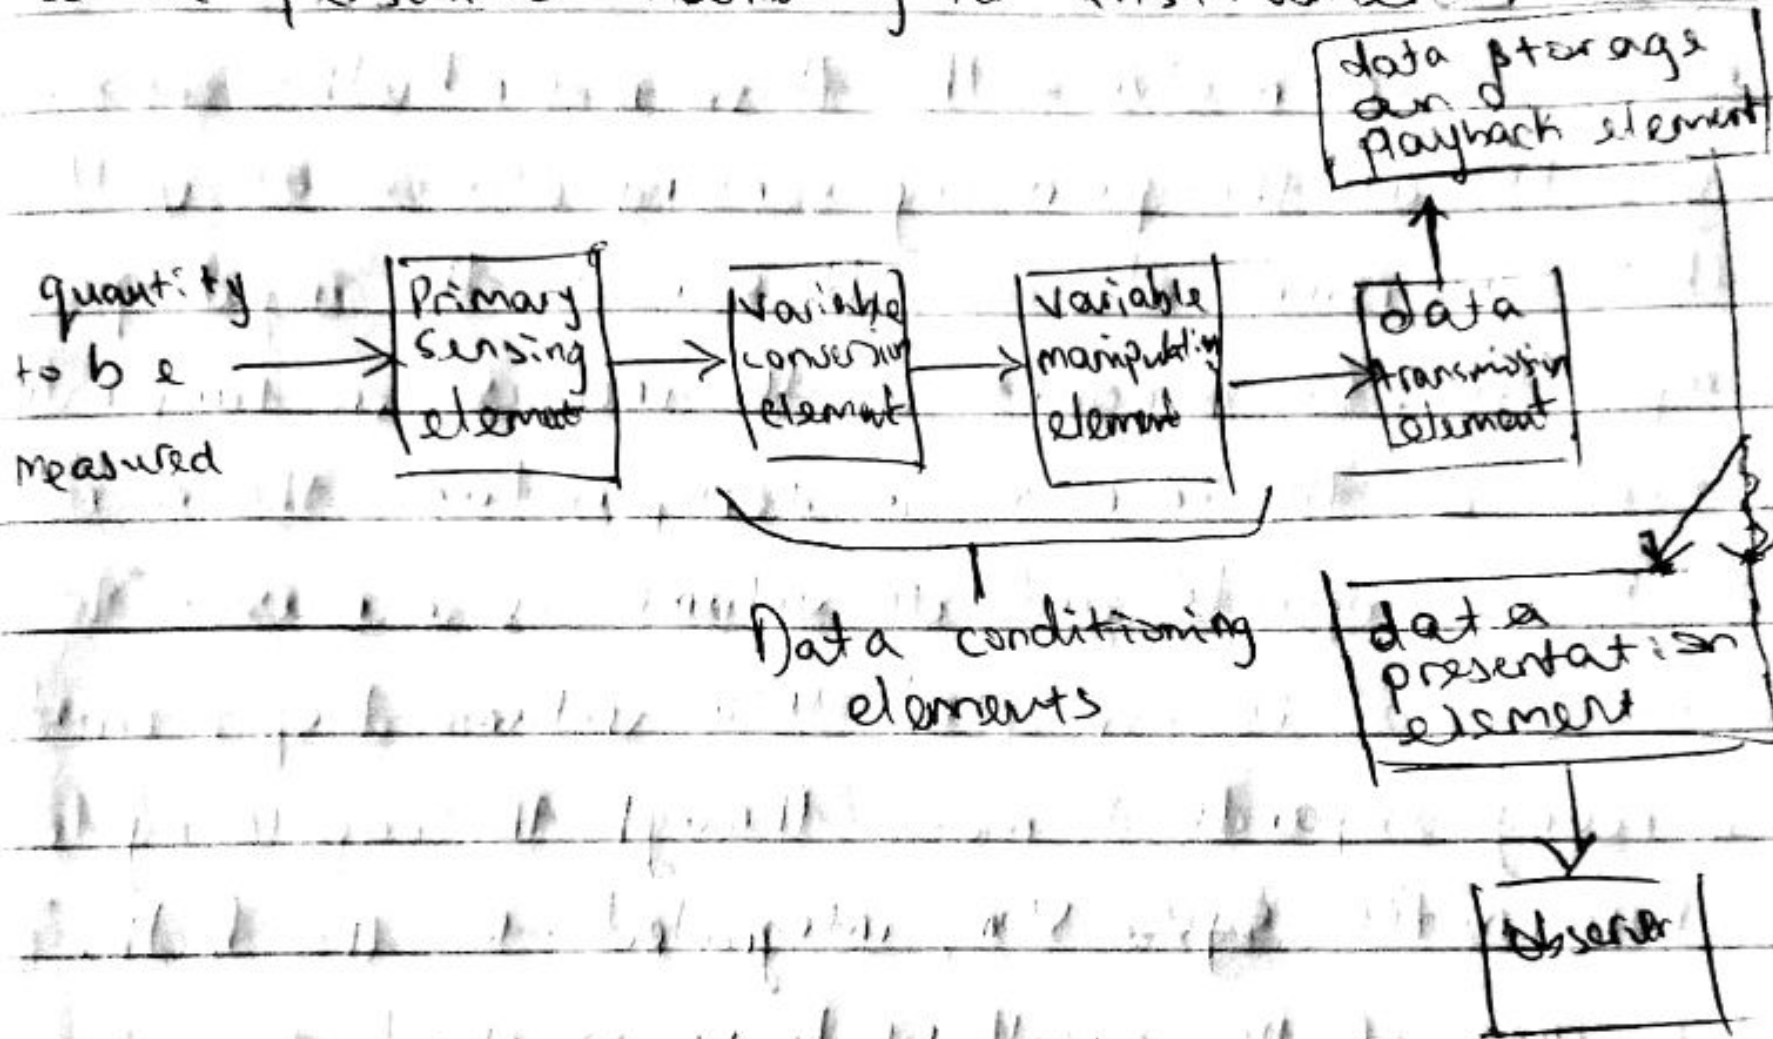 data storage
and
playback element
quantity
to be
measured
Primary
sensing
element
variable
conversion
element
variable
manipulation
element
data
transmission
element
Data conditioning
elements
data
presentation
element
observer